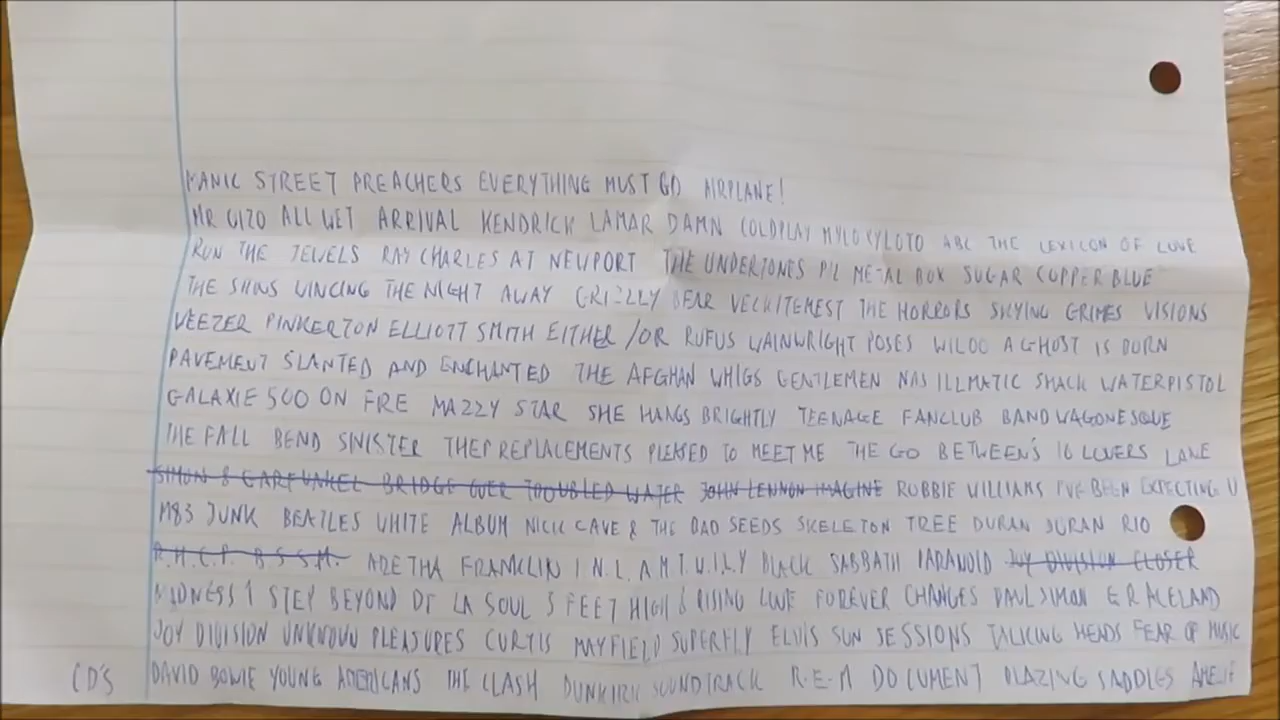 MANIC STREET PREACHERS EVERYTHING MUST GO AIRPLANE!
MR OIZO ALL WET ARRIVAL KENDRICK LAMAR DAMN COLDPLAY MYLO XYLOTO ABC THE LEXICON OF LOVE
RUN THE JEWELS RAY CHARLES AT NEWPORT THE UNDERTONES PIL METAL BOX SUGAR COPPER BLUE
THE SHINS WINCING THE NIGHT AWAY GRIZZLY BEAR VECKITEMEST THE HORRORS SKYING GRIMES VISIONS
WEEZER PINKERTON ELLIOTT SMITH EITHER /OR RUFUS WAINWRIGHT POSES WILCO A GHOST IS BORN
PAVEMENT SLANTED AND ENCHANTED THE AFGHAN WHIGS GENTLEMEN NAS ILLMATIC SHACK WATERPISTOL
GALAXIE 500 ON FIRE MAZZY STAR SHE HANGS BRIGHTLY TEENAGE FANCLUB BANDWAGONESQUE
THE FALL BEND SINISTER THE REPLACEMENTS PLEASED TO MEET ME THE GO BETWEEN'S 16 LOVERS LANE
SIMON & GARFUNKEL BRIDGE OVER TROUBLED WATER JOHN LENNON IMAGINE ROBBIE WILLIAMS I'VE BEEN EXPECTING U
M83 JUNK BEATLES WHITE ALBUM NICK CAVE & THE BAD SEEDS SKELETON TREE DURAN DURAN RIO
R.H.C.P. B.S.S.M. ARETHA FRANKLIN I N.L. A M.T.W.I.L.Y BLACK SABBATH PARANOID JOY DIVISION CLOSER
MADNESS 1 STEP BEYOND DE LA SOUL 3 FEET HIGH & RISING LOVE FOREVER CHANGES PAUL SIMON GRACELAND
JOY DIVISION UNKNOWN PLEASURES CURTIS MAYFIELD SUPERFLY ELVIS SUN SESSIONS TALKING HEADS FEAR OF MUSIC
CD'S DAVID BOWIE YOUNG AMERICANS THE CLASH DUNKIRK SOUNDTRACK R.E.M DOCUMENT BLAZING SADDLES AMELIE